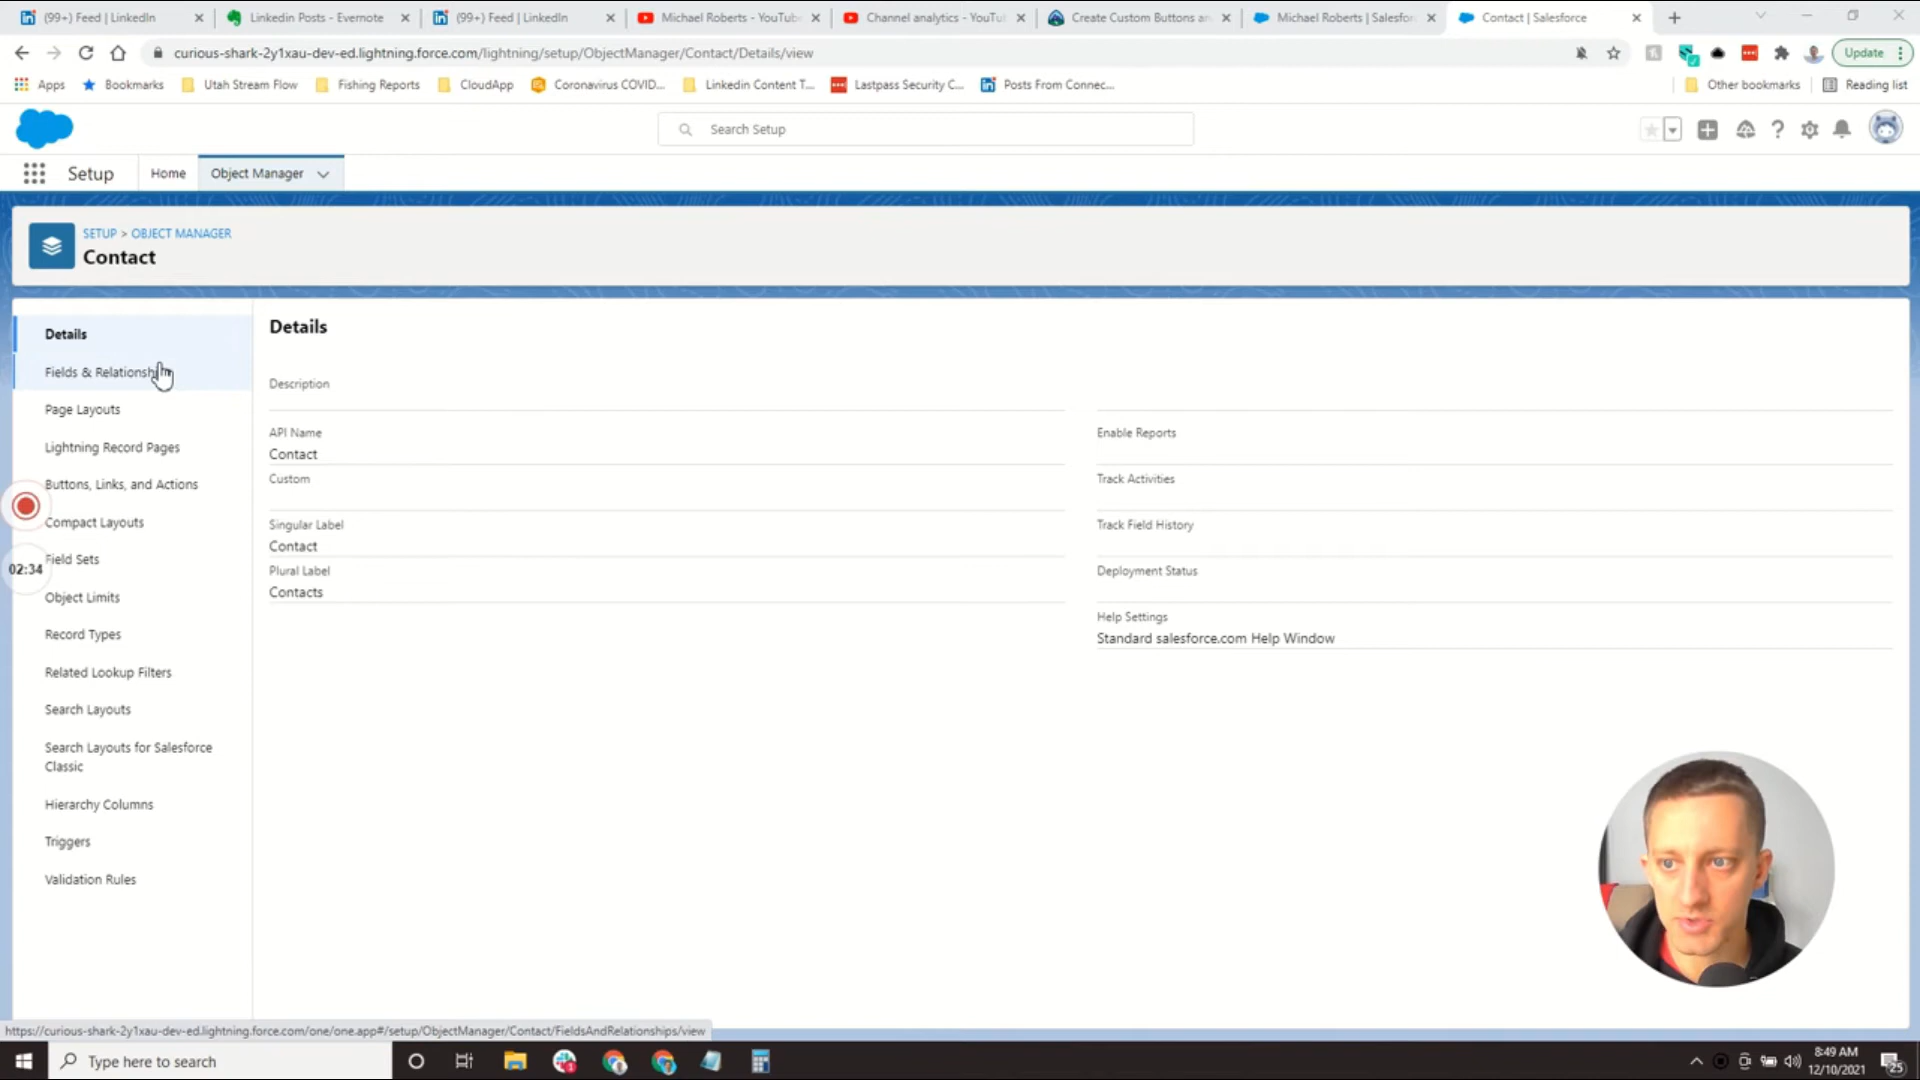 (99+) Feed | LinkedIn
Linkedin Posts - Evernote
(99+) Feed | LinkedIn
Michael Roberts - YouTube
Channel analytics - YouTu
Create Custom Buttons an
Michael Roberts | Salesfor
Contact | Salesforce
curious-shark-2y1xau-dev-ed.lightning.force.com/lightning/setup/ObjectManager/Contact/Details/view
Update
Apps
Bookmarks
Utah Stream Flow
Fishing Reports
CloudApp
Coronavirus COVID...
Linkedin Content T...
Lastpass Security C...
Posts From Connec...
Other bookmarks
Reading list
Search Setup
Setup
Home
Object Manager
SETUP > OBJECT MANAGER
Contact
Details
Fields & Relationship
Page Layouts
Lightning Record Pages
Buttons, Links, and Actions
Compact Layouts
Field Sets
02:34
Object Limits
Record Types
Related Lookup Filters
Search Layouts
Search Layouts for Salesforce
Classic
Hierarchy Columns
Triggers
Validation Rules
Details
Description
API Name
Contact
Custom
Singular Label
Contact
Plural Label
Contacts
Enable Reports
Track Activities
Track Field History
Deployment Status
Help Settings
Standard salesforce.com Help Window
https://curious-shark-2y1xau-dev-ed.lightning.force.com/one/one.app#/setup/ObjectManager/Contact/FieldsAndRelationships/view
Type here to search
8:49 AM
12/10/2021
25